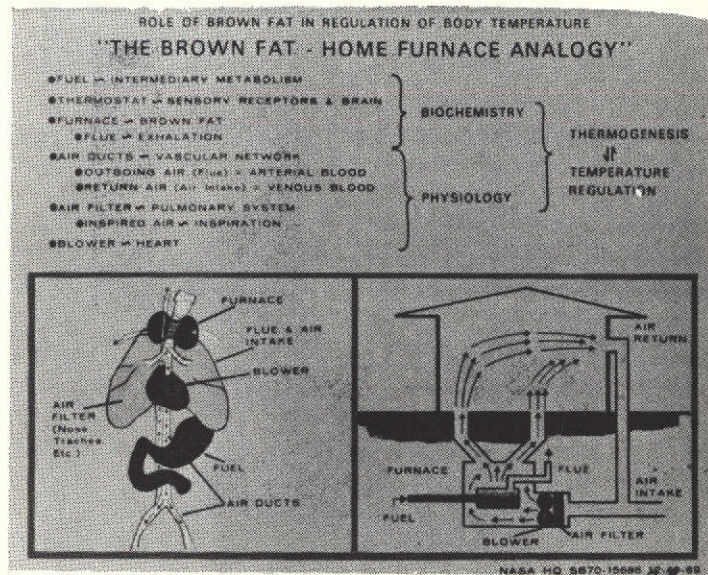 ROLE OF BROWN FAT IN REGULATION OF BODY TEMPERATURE
"THE BROWN FAT - HOME FURNACE ANALOGY"
●FUEL ∽ INTERMEDIARY METABOLISM
●THERMOSTAT ∽ SENSORY RECEPTORS & BRAIN
●FURNACE ∽ BROWN FAT
●FLUE ∽ EXHALATION
●AIR DUCTS ∽ VASCULAR NETWORK
●OUTGOING AIR (Flue) = ARTERIAL BLOOD
●RETURN AIR (Air Intake) = VENOUS BLOOD
●AIR FILTER ∽ PULMONARY SYSTEM
●INSPIRED AIR ∽ INSPIRATION
●BLOWER ∽ HEART
BIOCHEMISTRY
PHYSIOLOGY
THERMOGENESIS
⇵
TEMPERATURE
REGULATION
FURNACE
FLUE & AIR
INTAKE
BLOWER
AIR
FILTER
(Nose
Trachea
Etc.)
FUEL
AIR DUCTS
AIR
RETURN
FURNACE
FLUE
AIR
INTAKE
FUEL
BLOWER
AIR FILTER
NASA HQ SB70-15686